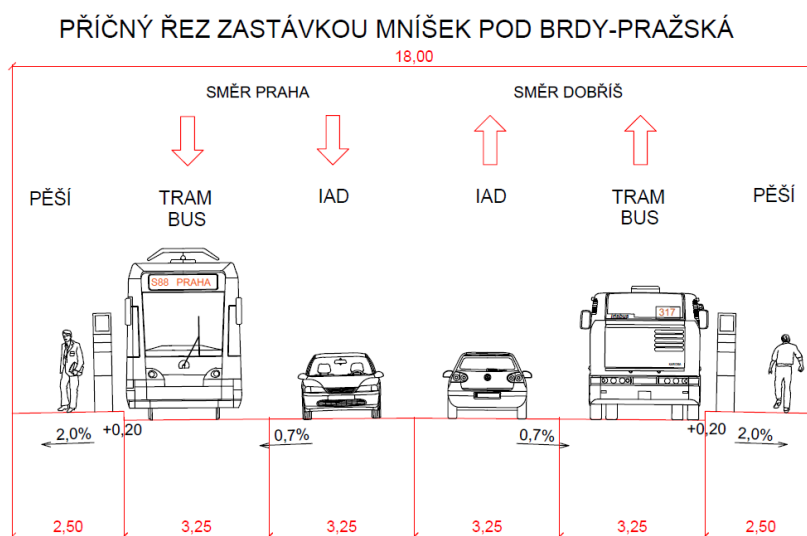 PŘÍČNÝ ŘEZ ZASTÁVKOU MNÍŠEK POD BRDY-PRAŽSKÁ
18,00
SMĚR PRAHA
SMĚR DOBŘÍŠ
PĚŠÍ
TRAM
BUS
IAD
IAD
TRAM
BUS
PĚŠÍ
S88 PRAHA
317
2,0%
+0,20
0,7%
0,7%
+0,20
2,0%
2,50
3,25
3,25
3,25
3,25
2,50